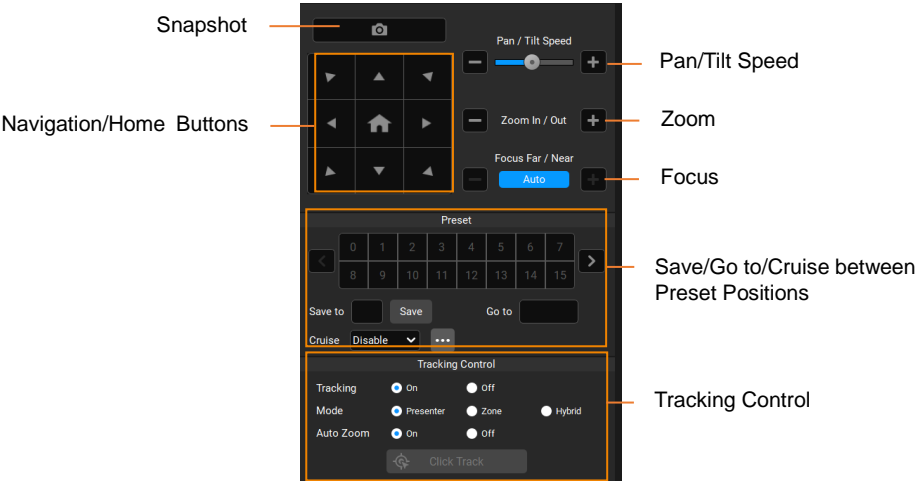 Snapshot
Pan / Tilt Speed
Pan/Tilt Speed
Navigation/Home Buttons
Zoom In / Out
Zoom
Focus Far / Near
Auto
Focus
Preset
0 1 2 3 4 5 6 7
8 9 10 11 12 13 14 15
Save/Go to/Cruise between
Preset Positions
Save to Save Go to
Cruise Disable
Tracking Control
Tracking On Off
Mode Presenter Zone Hybrid
Tracking Control
Auto Zoom On Off
Click Track